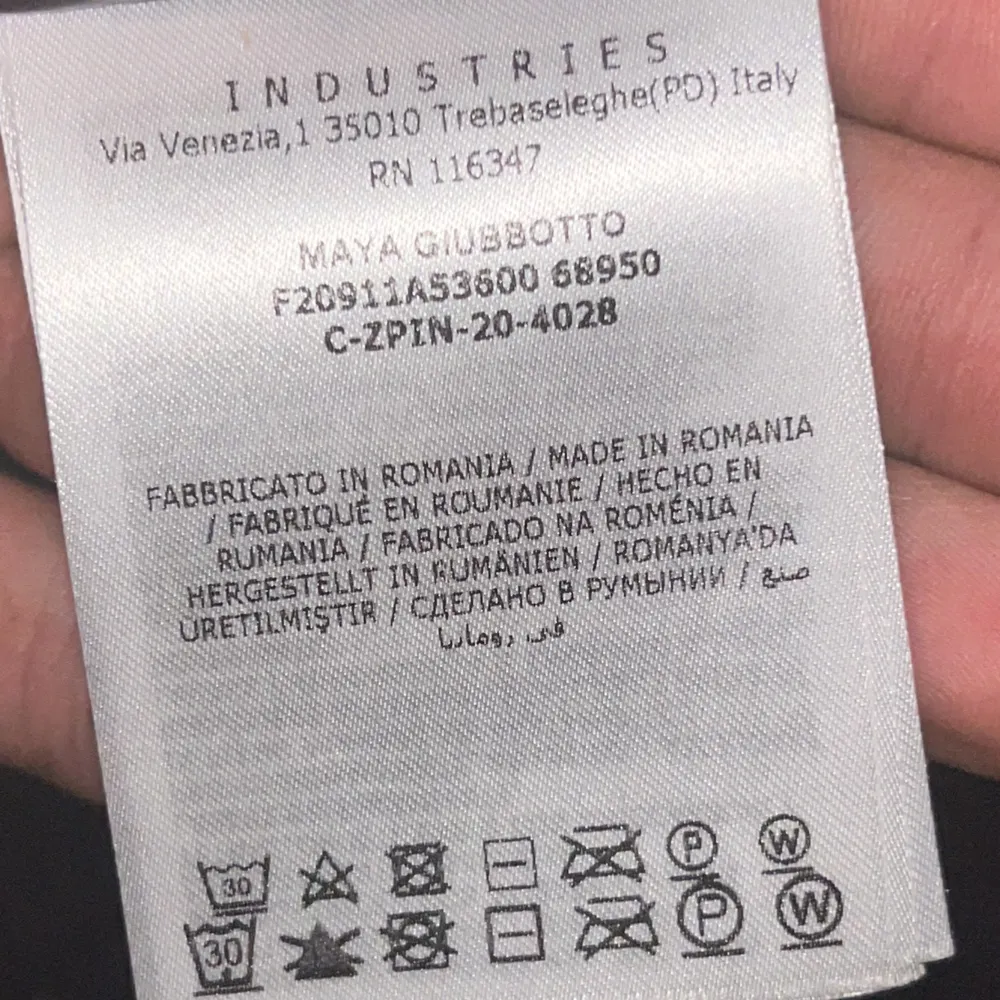 INDUSTRIES
Via Venezia,1 35010 Trebaseleghe(PD) Italy
RN 116347
MAYA GIUBBOTTO
F20911A53600 68950
C-ZPIN-20-4028
FABBRICATO IN ROMANIA / MADE IN ROMANIA
/ FABRIQUÉ EN ROUMANIE / HECHO EN
RUMANIA / FABRICADO NA ROMÉNIA /
HERGESTELLT IN RUMÄNIEN / ROMANYA'DA
ÜRETILMIŞTIR / СДЕЛАНО В РУМЫНИИ / صنع
في رومانيا
30 P W
30 P W